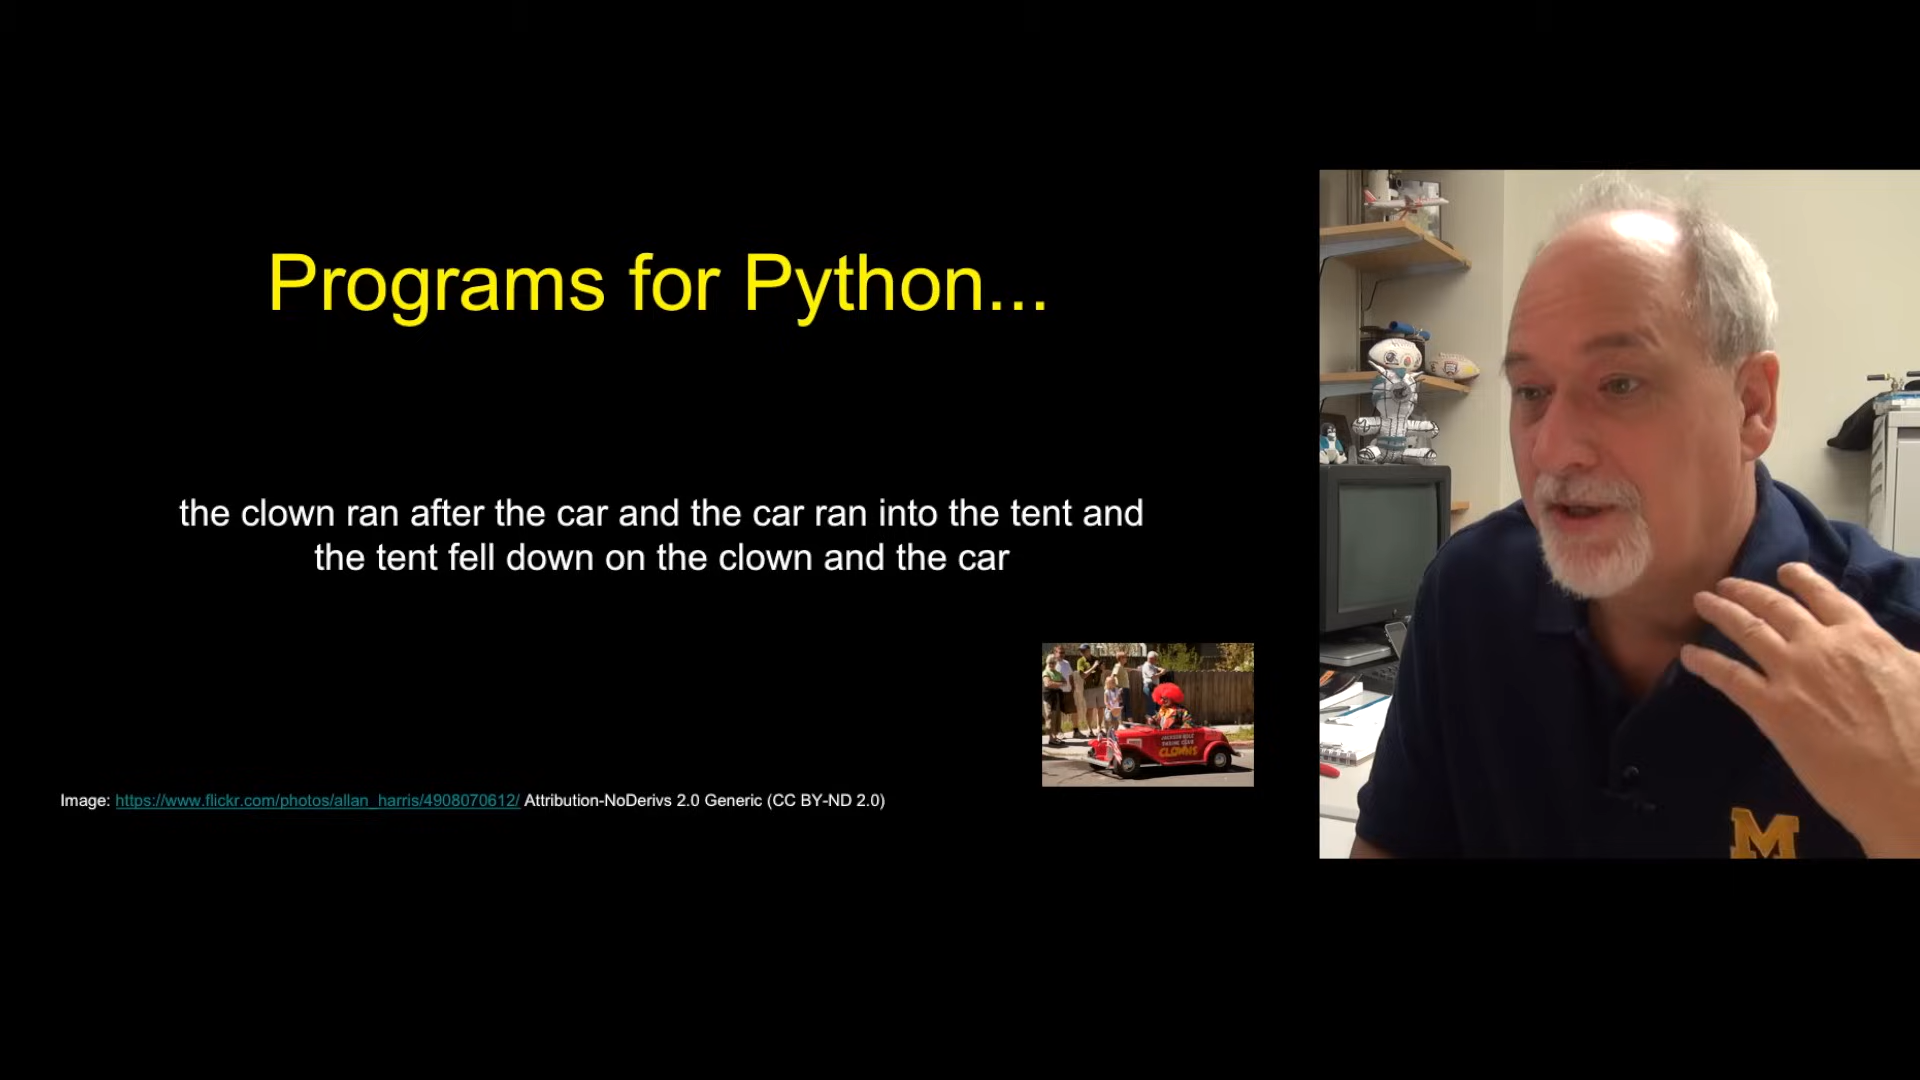 Programs for Python...
the clown ran after the car and the car ran into the tent and
the tent fell down on the clown and the car
CLOWNS
Image: https://www.flickr.com/photos/allan_harris/4908070612/ Attribution-NoDerivs 2.0 Generic (CC BY-ND 2.0)
M